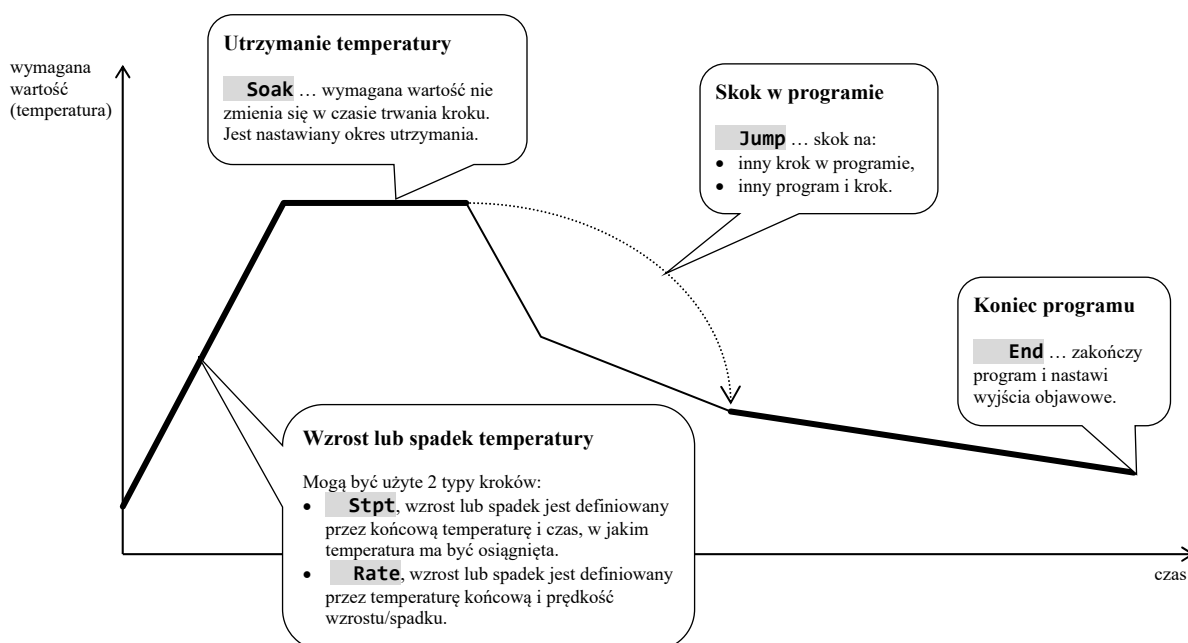 wymagana
wartość
(temperatura)
Utrzymanie temperatury
Soak … wymagana wartość nie
zmienia się w czasie trwania kroku.
Jest nastawiany okres utrzymania.
Skok w programie
Jump … skok na:
• inny krok w programie,
• inny program i krok.
Koniec programu
End … zakończy
program i nastawi
wyjścia objawowe.
Wzrost lub spadek temperatury
Mogą być użyte 2 typy kroków:
• Stpt, wzrost lub spadek jest definiowany
przez końcową temperaturę i czas, w jakim
temperatura ma być osiągnięta.
• Rate, wzrost lub spadek jest definiowany
przez temperaturę końcową i prędkość
wzrostu/spadku.
czas